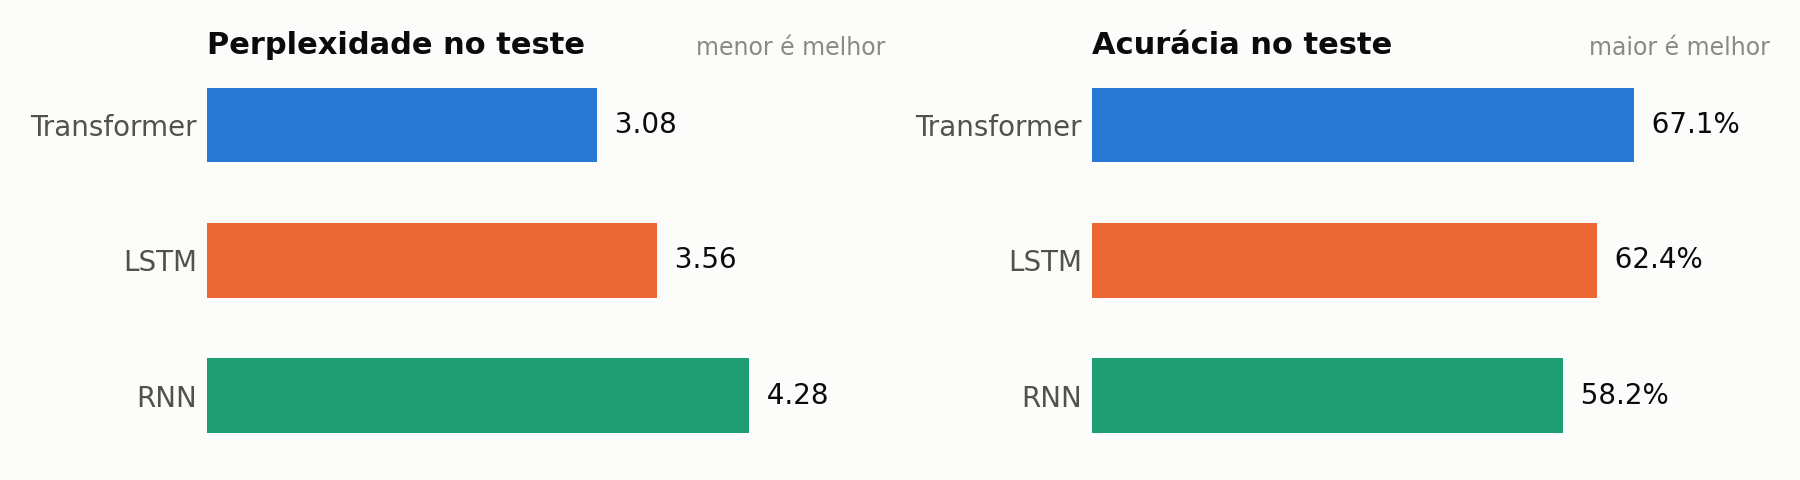 Perplexidade no teste menor é melhor
Transformer 3.08
LSTM 3.56
RNN 4.28
Acurácia no teste maior é melhor
Transformer 67.1%
LSTM 62.4%
RNN 58.2%